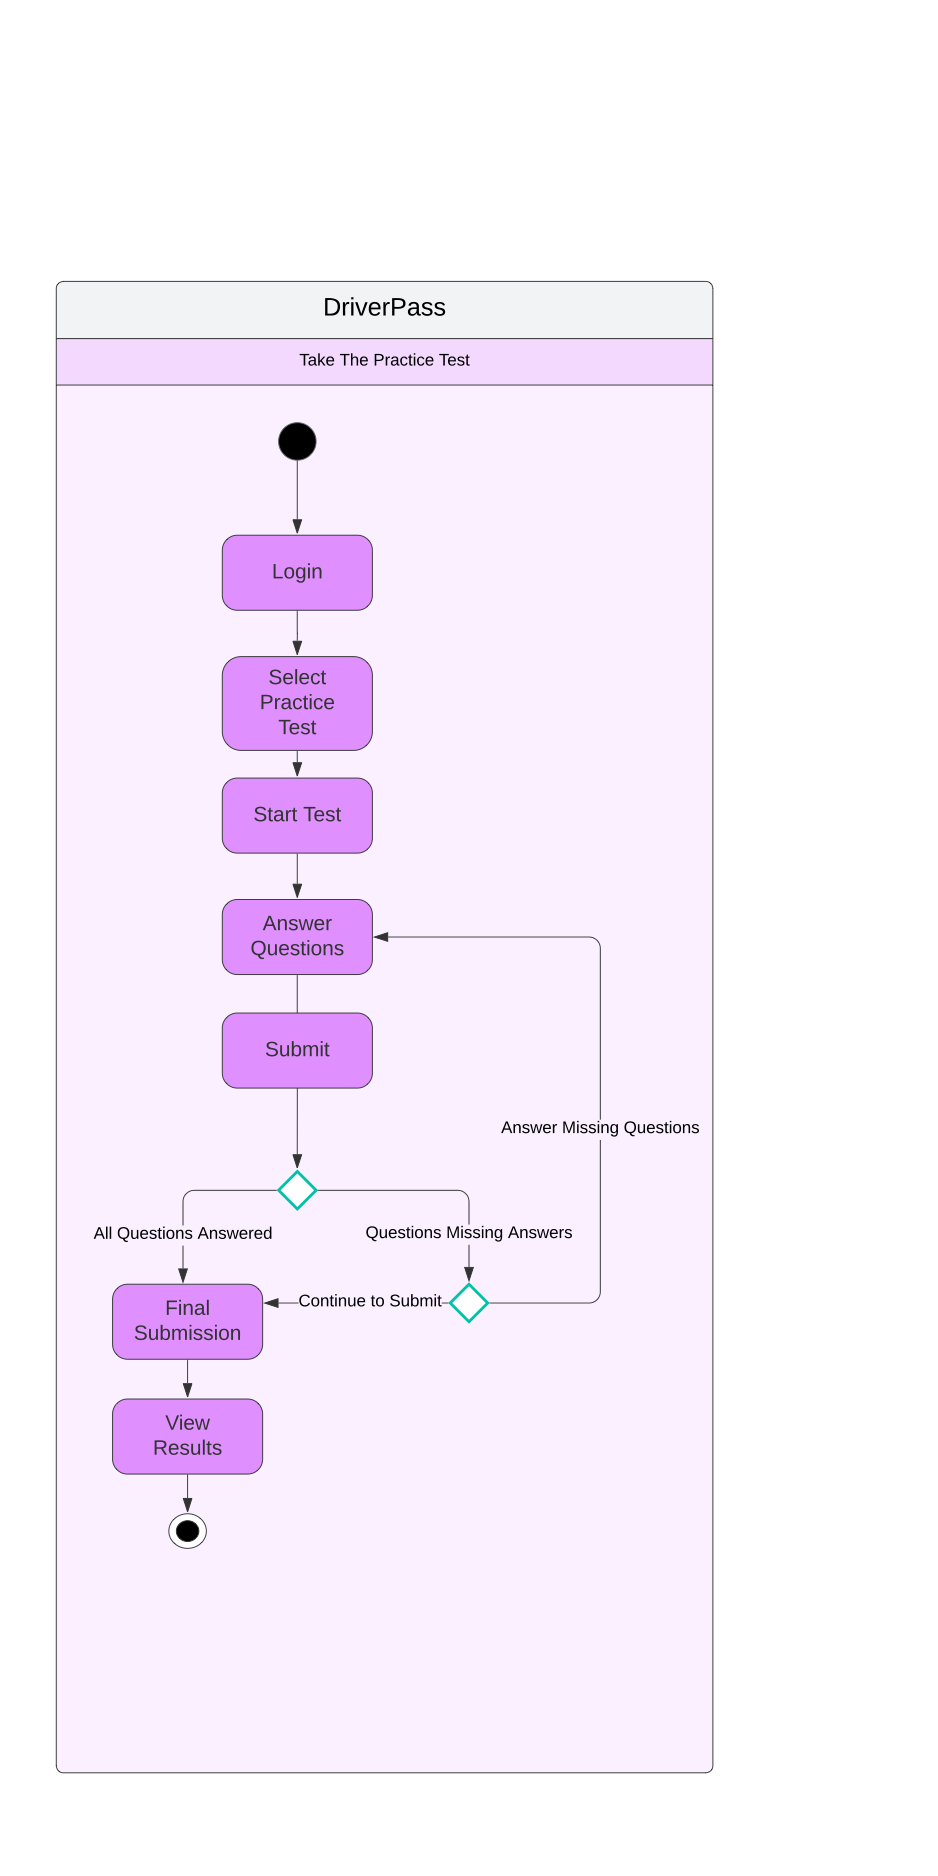 DriverPass
Take The Practice Test
Login
Select
Practice
Test
Start Test
Answer
Questions
Submit
Answer Missing Questions
All Questions Answered
Questions Missing Answers
Continue to Submit
Final
Submission
View
Results